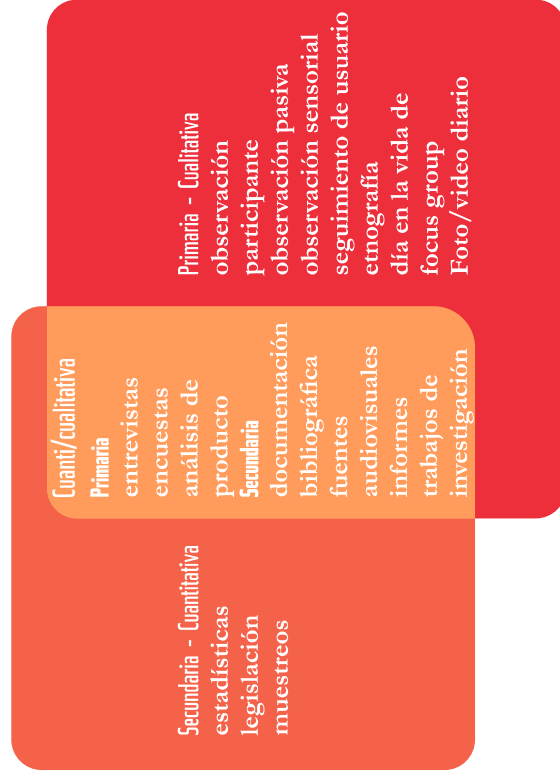 Secundaria - Cuantitativa
estadísticas
legislación
muestreos
Cuanti/cualitativa
Primaria
entrevistas
encuestas
análisis de
producto
Secundaria
documentación
bibliográfica
fuentes
audiovisuales
informes
trabajos de
investigación
Primaria - Cualitativa
observación
participante
observación pasiva
observación sensorial
seguimiento de usuario
etnografía
día en la vida de
focus group
Foto/video diario